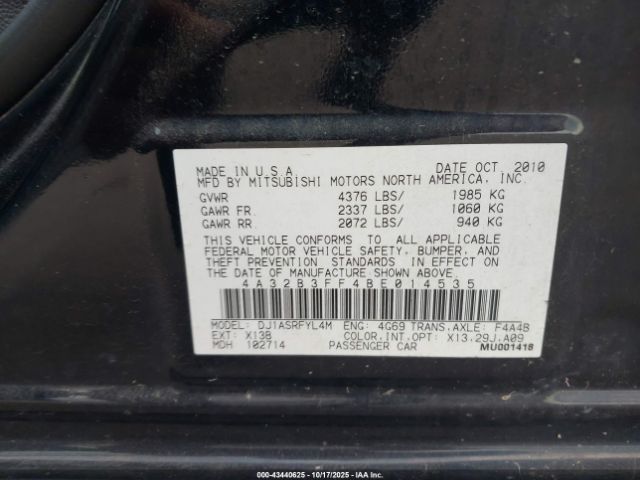 MADE IN U.S.A. DATE OCT. 2010
MFD BY MITSUBISHI MOTORS NORTH AMERICA, INC.
GVWR 4376 LBS/ 1985 KG
GAWR FR. 2337 LBS/ 1060 KG
GAWR RR. 2072 LBS/ 940 KG
THIS VEHICLE CONFORMS TO ALL APPLICABLE
FEDERAL MOTOR VEHICLE SAFETY, BUMPER, AND
THEFT PREVENTION STANDARDS IN EFFECT ON
THE DATE OF MANUFACTURE SHOWN ABOVE.
4A32B3FF4BE014535
MODEL: DJ1ASRFYL4M ENG: 4G69 TRANS.AXLE: F4A4B
EXT: X13B COLOR.INT.OPT: X13.29J.A09
MDH 102714 PASSENGER CAR MU001418
000-43440625 - 10/17/2025 - IAA Inc.